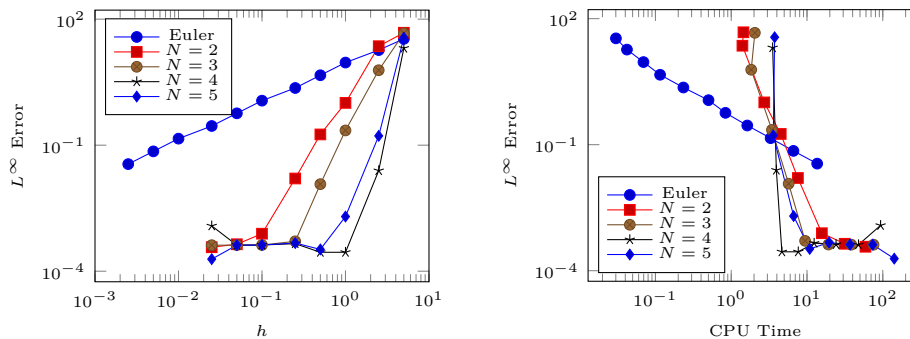 10^2
10^{-1}
10^{-4}
L^∞ Error
Euler
N = 2
N = 3
N = 4
N = 5
10^{-3}
10^{-2}
10^{-1}
10^0
10^1
h
10^2
10^{-1}
10^{-4}
L^∞ Error
Euler
N = 2
N = 3
N = 4
N = 5
10^{-1}
10^0
10^1
10^2
CPU Time